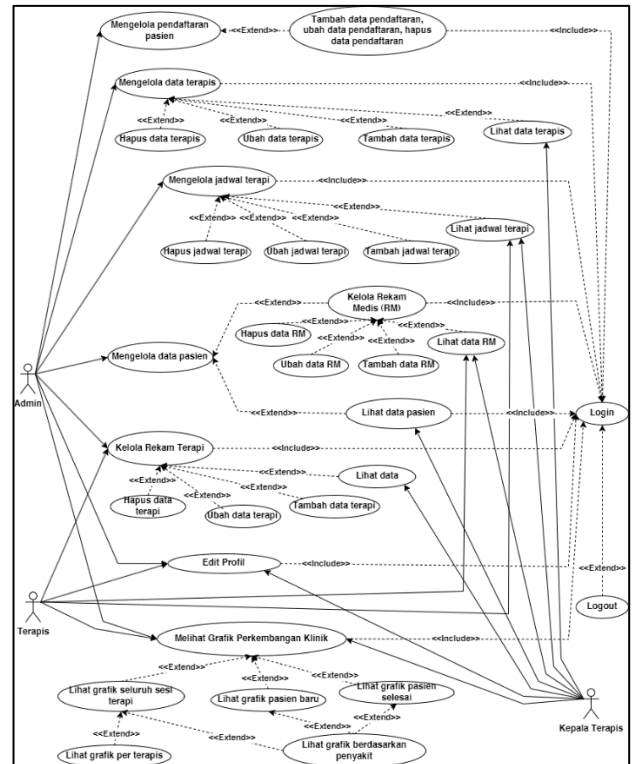 Mengelola pendaftaran
pasien
<<Extend>>
Tambah data pendaftaran,
ubah data pendaftaran, hapus
data pendaftaran
<<Include>>
Mengelola data terapis
<<Include>>
<<Extend>>
<<Extend>>
<<Extend>>
<<Extend>>
Hapus data terapis
Ubah data terapis
Tambah data terapis
Lihat data terapis
Mengelola jadwal terapi
<<Include>>
<<Extend>>
<<Extend>>
<<Extend>>
<<Extend>>
Lihat jadwal terapi
Hapus jadwal terapi
Ubah jadwal terapi
Tambah jadwal terapi
<<Extend>>
Kelola Rekam
Medis (RM)
<<Include>>
Hapus data RM
<<Extend>>
<<Extend>>
Lihat data RM
Mengelola data pasien
<<Extend>>
<<Extend>>
Ubah data RM
Tambah data RM
Admin
<<Extend>>
Lihat data pasien
<<Include>>
Login
Kelola Rekam Terapi
<<Include>>
<<Extend>>
<<Extend>>
<<Extend>>
<<Extend>>
Lihat data
Hapus data
terapi
Ubah data terapi
Tambah data terapi
Edit Profil
<<Include>>
<<Extend>>
Terapis
Logout
Melihat Grafik Perkembangan Klinik
<<Include>>
<<Extend>>
<<Extend>>
<<Extend>>
Lihat grafik seluruh sesi
terapi
Lihat grafik pasien baru
Lihat grafik pasien
selesai
Kepala Terapis
<<Extend>>
<<Extend>>
<<Extend>>
<<Extend>>
Lihat grafik per terapis
Lihat grafik berdasarkan
penyakit